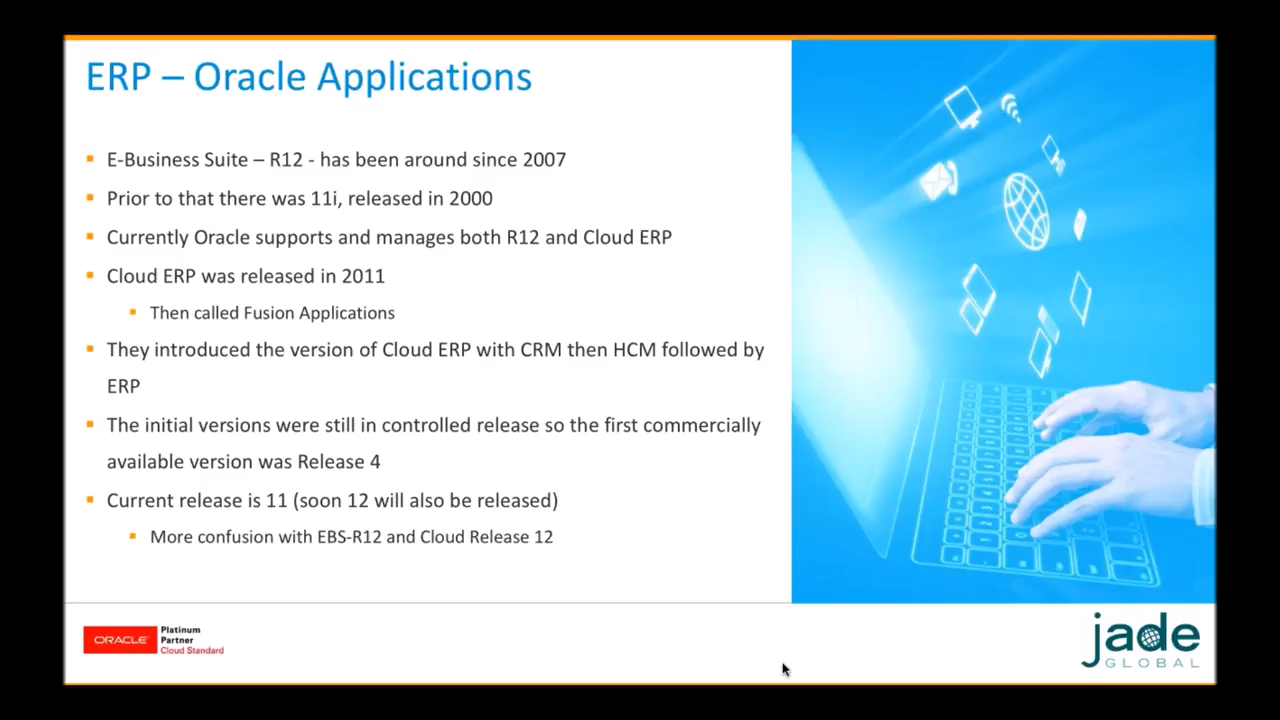 ERP – Oracle Applications
E-Business Suite – R12 - has been around since 2007
Prior to that there was 11i, released in 2000
Currently Oracle supports and manages both R12 and Cloud ERP
Cloud ERP was released in 2011
Then called Fusion Applications
They introduced the version of Cloud ERP with CRM then HCM followed by
ERP
The initial versions were still in controlled release so the first commercially
available version was Release 4
Current release is 11 (soon 12 will also be released)
More confusion with EBS-R12 and Cloud Release 12
ORACLE
Platinum
Partner
Cloud Standard
jade
GLOBAL